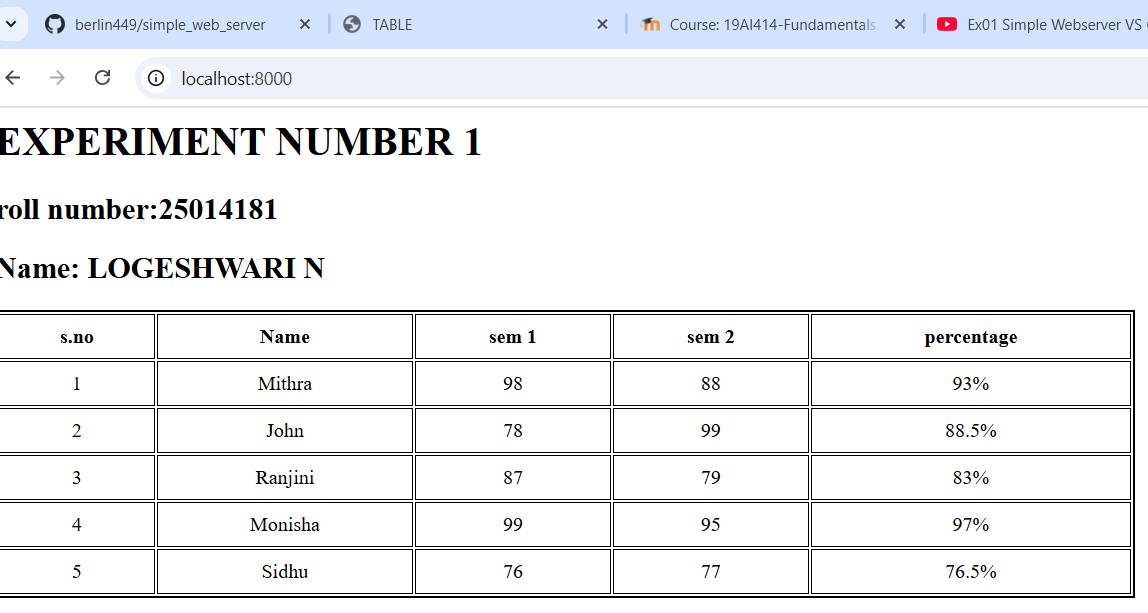 berlin449/simple_web_server TABLE Course: 19AI414-Fundamentals Ex01 Simple Webserver VS
localhost:8000
EXPERIMENT NUMBER 1
roll number:25014181
Name: LOGESHWARI N
s.no Name sem 1 sem 2 percentage
1 Mithra 98 88 93%
2 John 78 99 88.5%
3 Ranjini 87 79 83%
4 Monisha 99 95 97%
5 Sidhu 76 77 76.5%